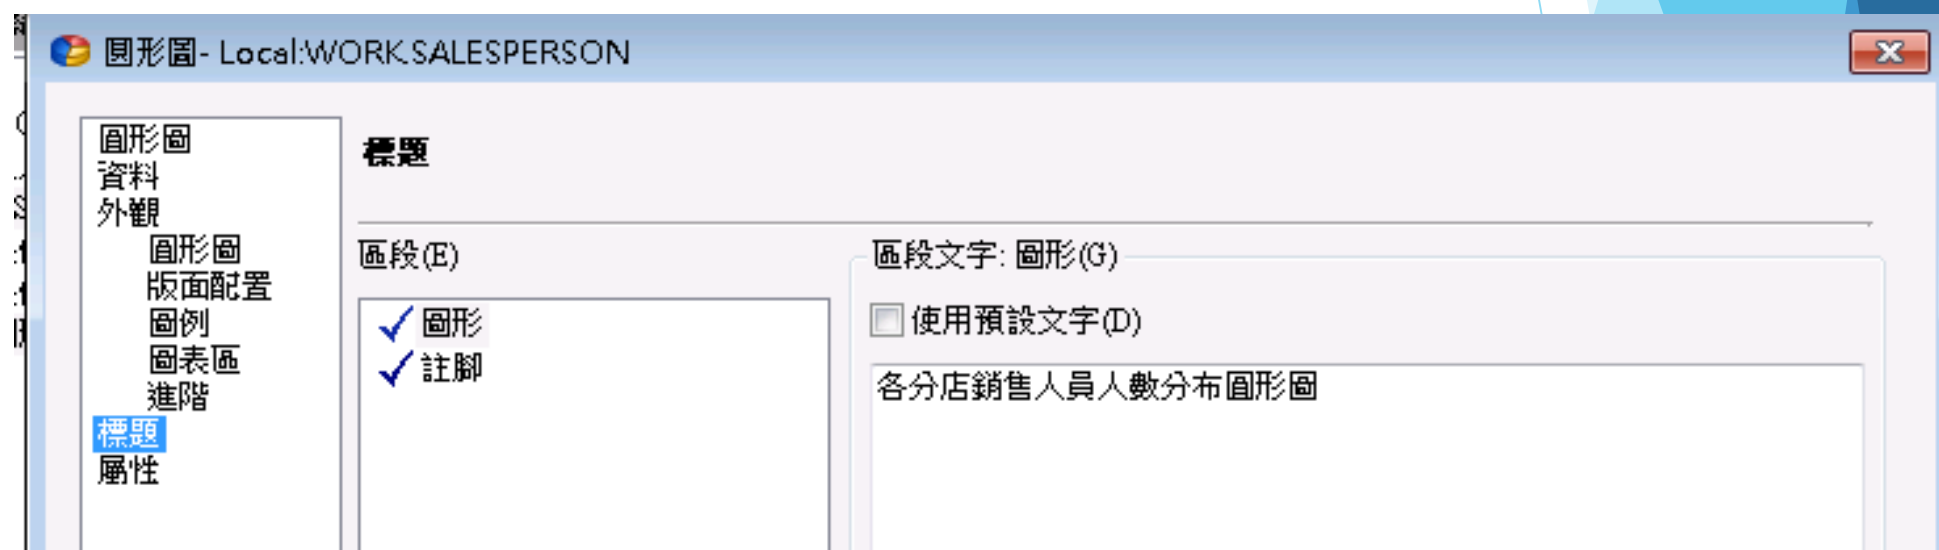 圓形圖- Local:WORK.SALESPERSON
圓形圖
資料
外觀
圓形圖
版面配置
圖例
圖表區
進階
標題
屬性
標題
區段(E)
圖形
註腳
區段文字: 圖形(G)
使用預設文字(D)
各分店銷售人員人數分布圓形圖